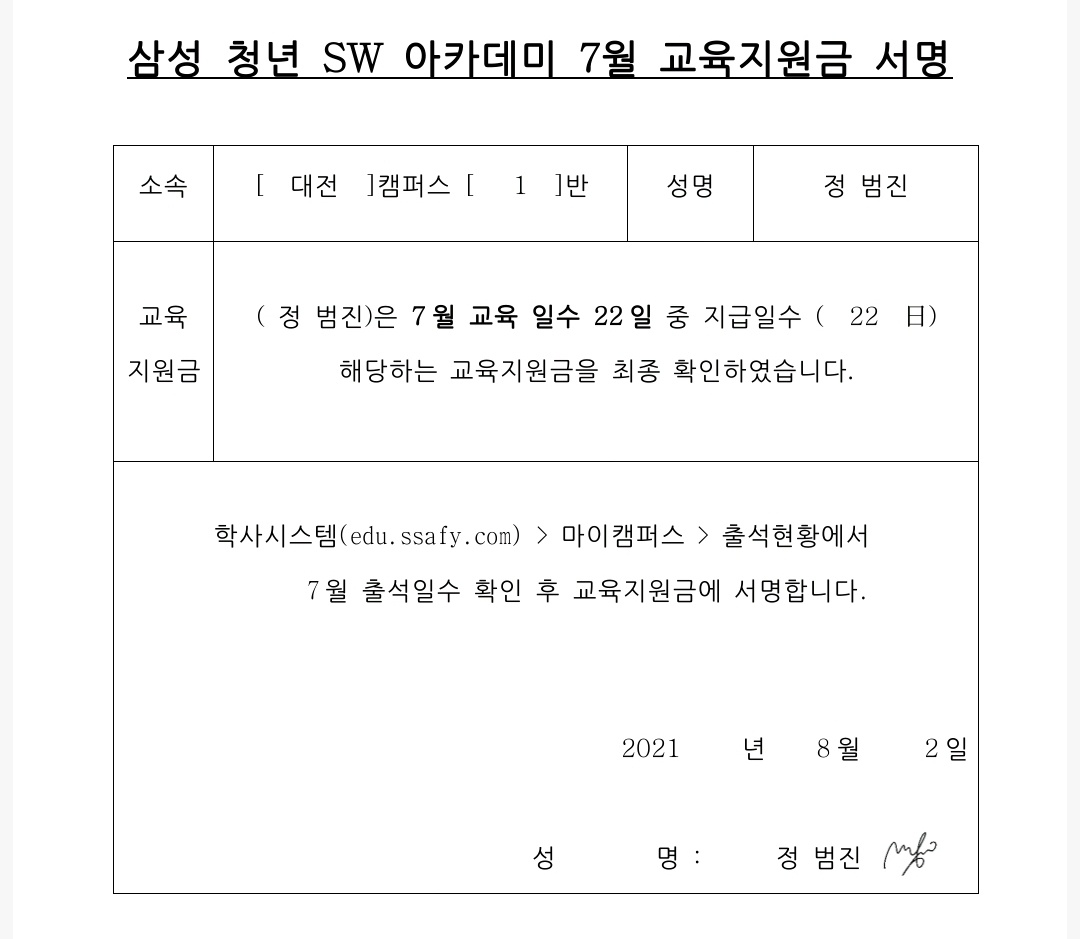 삼성 청년 SW 아카데미 7월 교육지원금 서명
소속
[ 대전 ]캠퍼스 [ 1 ]반
성명
정 범진
교육
지원금
( 정 범진)은 7월 교육 일수 22일 중 지급일수 ( 22 日)
해당하는 교육지원금을 최종 확인하였습니다.
학사시스템(edu.ssafy.com) > 마이캠퍼스 > 출석현황에서
7월 출석일수 확인 후 교육지원금에 서명합니다.
2021 년 8월 2일
성 명 : 정 범진